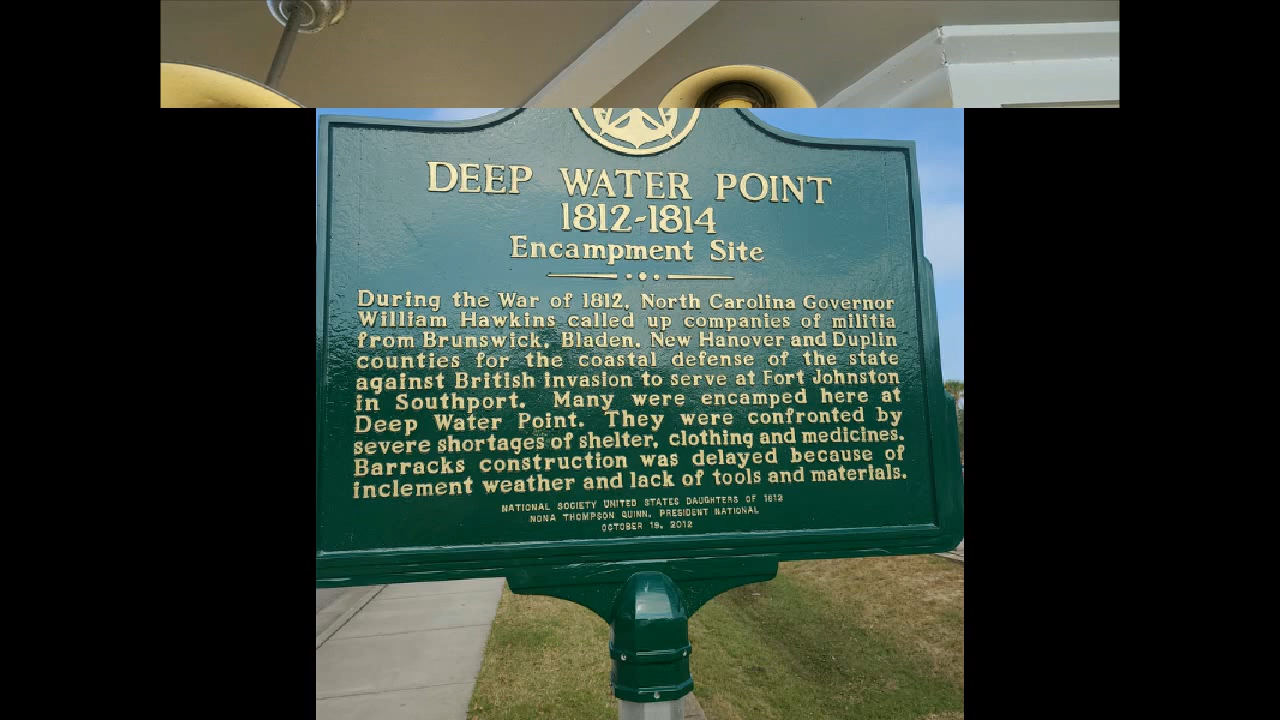 DEEP WATER POINT
1812-1814
Encampment Site
During the War of 1812, North Carolina Governor
William Hawkins called up companies of militia
from Brunswick, Bladen, New Hanover and Duplin
counties for the coastal defense of the state
against British invasion to serve at Fort Johnston
in Southport. Many were encamped here at
Deep Water Point. They were confronted by
severe shortages of shelter, clothing and medicines.
Barracks construction was delayed because of
inclement weather and lack of tools and materials.
NATIONAL SOCIETY UNITED STATES DAUGHTERS OF 1812
NONA THOMPSON QUINN, PRESIDENT NATIONAL
OCTOBER 19, 2012